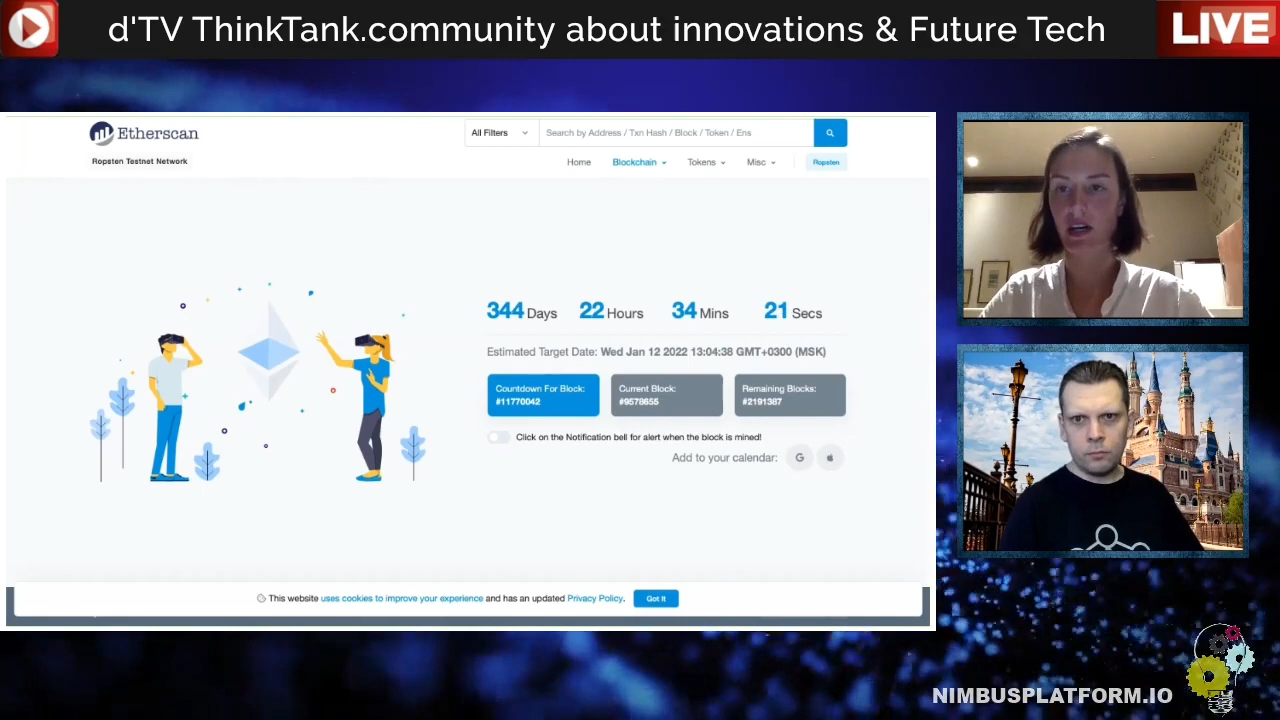 d'TV ThinkTank.community about innovations & Future Tech
LIVE
Etherscan
All Filters
Search by Address / Txn Hash / Block / Token / Ens
Ropsten Testnet Network
Home
Blockchain
Tokens
Misc
Ropsten
344 Days 22 Hours 34 Mins 21 Secs
Estimated Target Date: Wed Jan 12 2022 13:04:38 GMT+0300 (MSK)
Countdown For Block:
#11770042
Current Block:
#9578655
Remaining Blocks:
#2191387
Click on the Notification bell for alert when the block is mined!
Add to your calendar:
G
This website uses cookies to improve your experience and has an updated Privacy Policy.
Got It
NIMBUSPLATFORM.IO